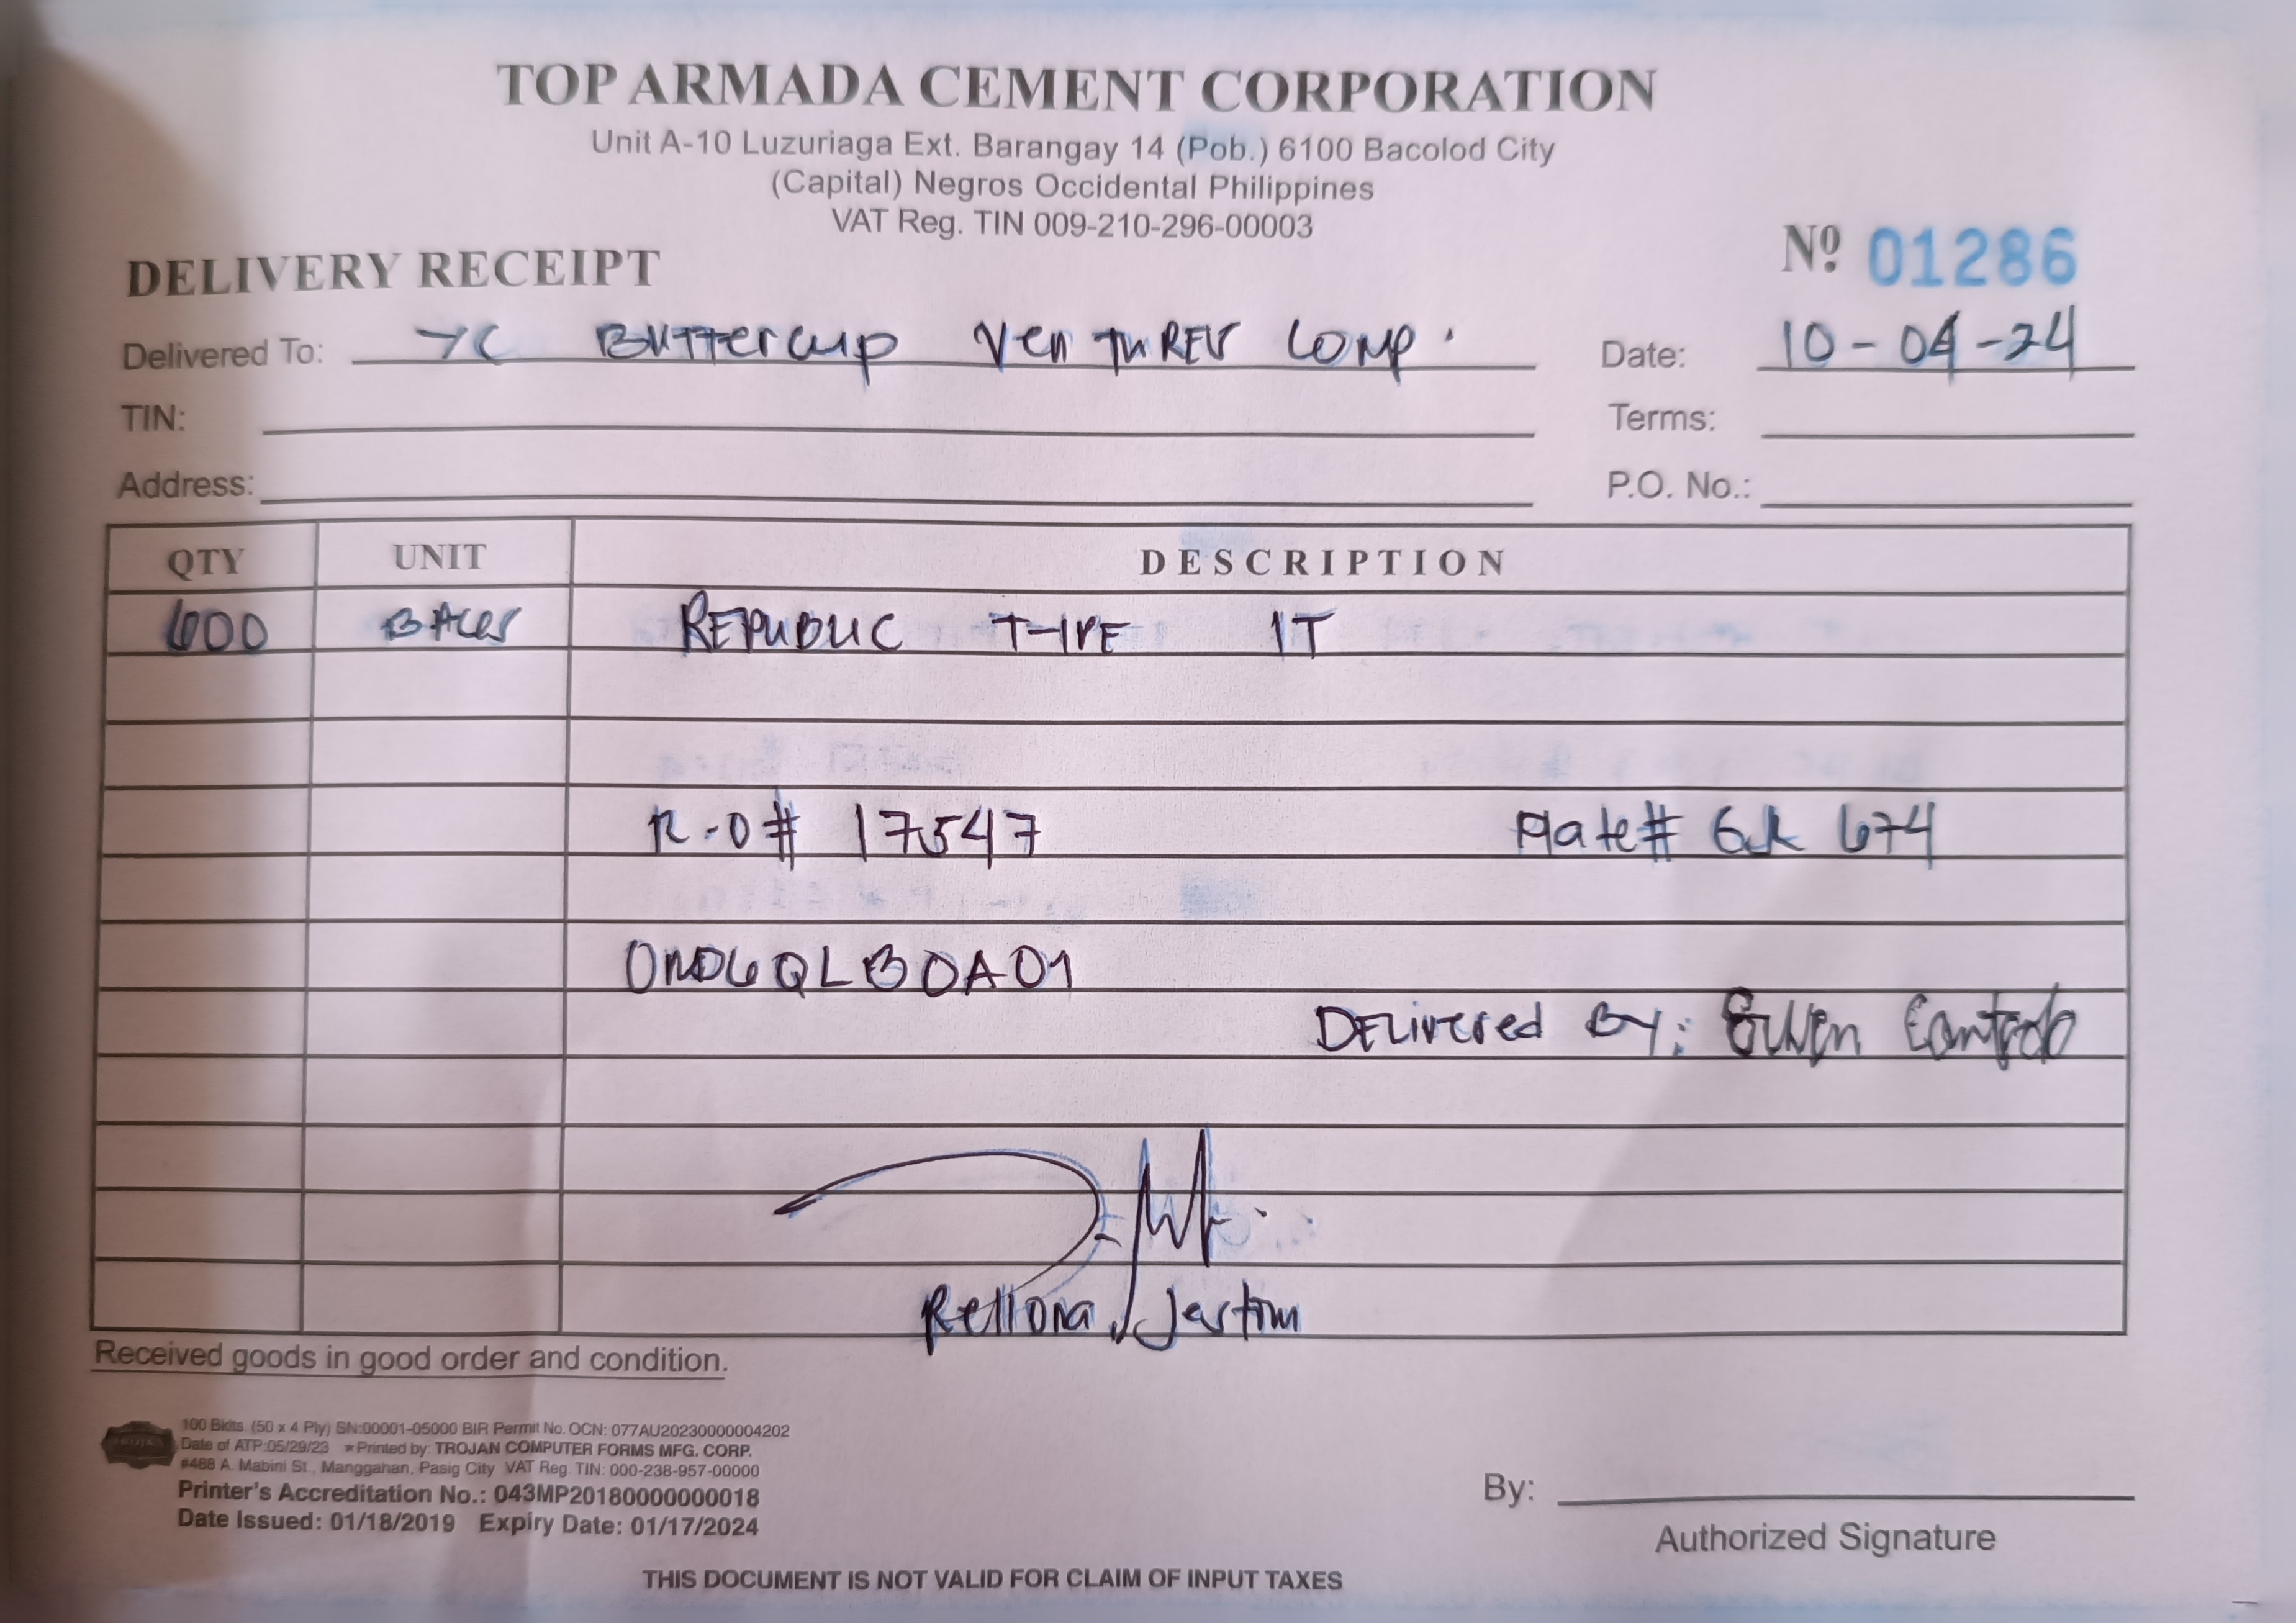 TOP ARMADA CEMENT CORPORATION
Unit A-10 Luzuriaga Ext. Barangay 14 (Pob.) 6100 Bacolod City
(Capital) Negros Occidental Philippines
VAT Reg. TIN 009-210-296-00003
DELIVERY RECEIPT
Nº 01286
Delivered To: YC Buttercup Ventures Comp. Date: 10-04-24
TIN: Terms:
Address: P.O. No.:
QTY UNIT DESCRIPTION
600 BAGS REPUBLIC TYPE 1T
R.O# 17547 Plate# GJK 674
0ND6QLB0A01
DELivered By:
Rellona Jestim
Received goods in good order and condition.
100 Bklts. (50 x 4 Ply) SN:00001-05000 BIR Permit No. OCN: 077AU20230000004202
Date of ATP:05/29/23 * Printed by: TROJAN COMPUTER FORMS MFG. CORP.
#488 A. Mabini St., Manggahan, Pasig City VAT Reg. TIN: 000-238-957-00000
Printer's Accreditation No.: 043MP20180000000018
Date Issued: 01/18/2019 Expiry Date: 01/17/2024
By:
Authorized Signature
THIS DOCUMENT IS NOT VALID FOR CLAIM OF INPUT TAXES